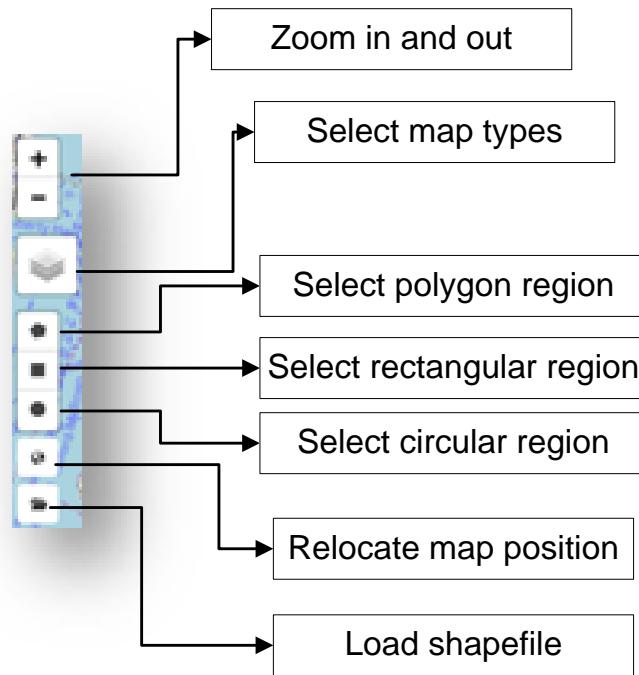 Zoom in and out
Select map types
+
-
Select polygon region
Select rectangular region
Select circular region
Relocate map position
Load shapefile